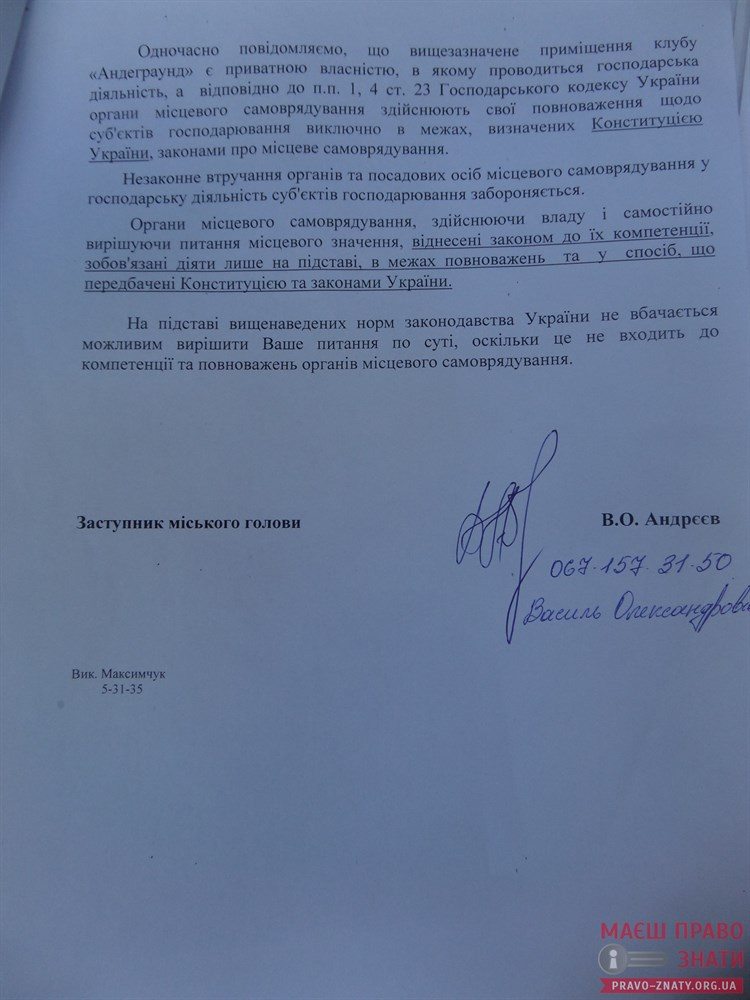 Одночасно повідомляємо, що вищезазначене приміщення клубу
«Андеграунд» є приватною власністю, в якому проводиться господарська
діяльність, а відповідно до п.п. 1, 4 ст. 23 Господарського кодексу України
органи місцевого самоврядування здійснюють свої повноваження щодо
суб'єктів господарювання виключно в межах, визначених Конституцією
України, законами про місцеве самоврядування.
Незаконне втручання органів та посадових осіб місцевого самоврядування у
господарську діяльність суб'єктів господарювання забороняється.
Органи місцевого самоврядування, здійснюючи владу і самостійно
вирішуючи питання місцевого значення, віднесені законом до їх компетенції,
зобов'язані діяти лише на підставі, в межах повноважень та у спосіб, що
передбачені Конституцією та законами України.
На підставі вищенаведених норм законодавства України не вбачається
можливим вирішити Ваше питання по суті, оскільки це не входить до
компетенції та повноважень органів місцевого самоврядування.
Заступник міського голови
В.О. Андрєєв
067-157-31-50
Василь Олександрова
Вик. Максимчук
5-31-35
МАЄШ ПРАВО
ЗНАТИ
PRAVO-ZNATY.ORG.UA